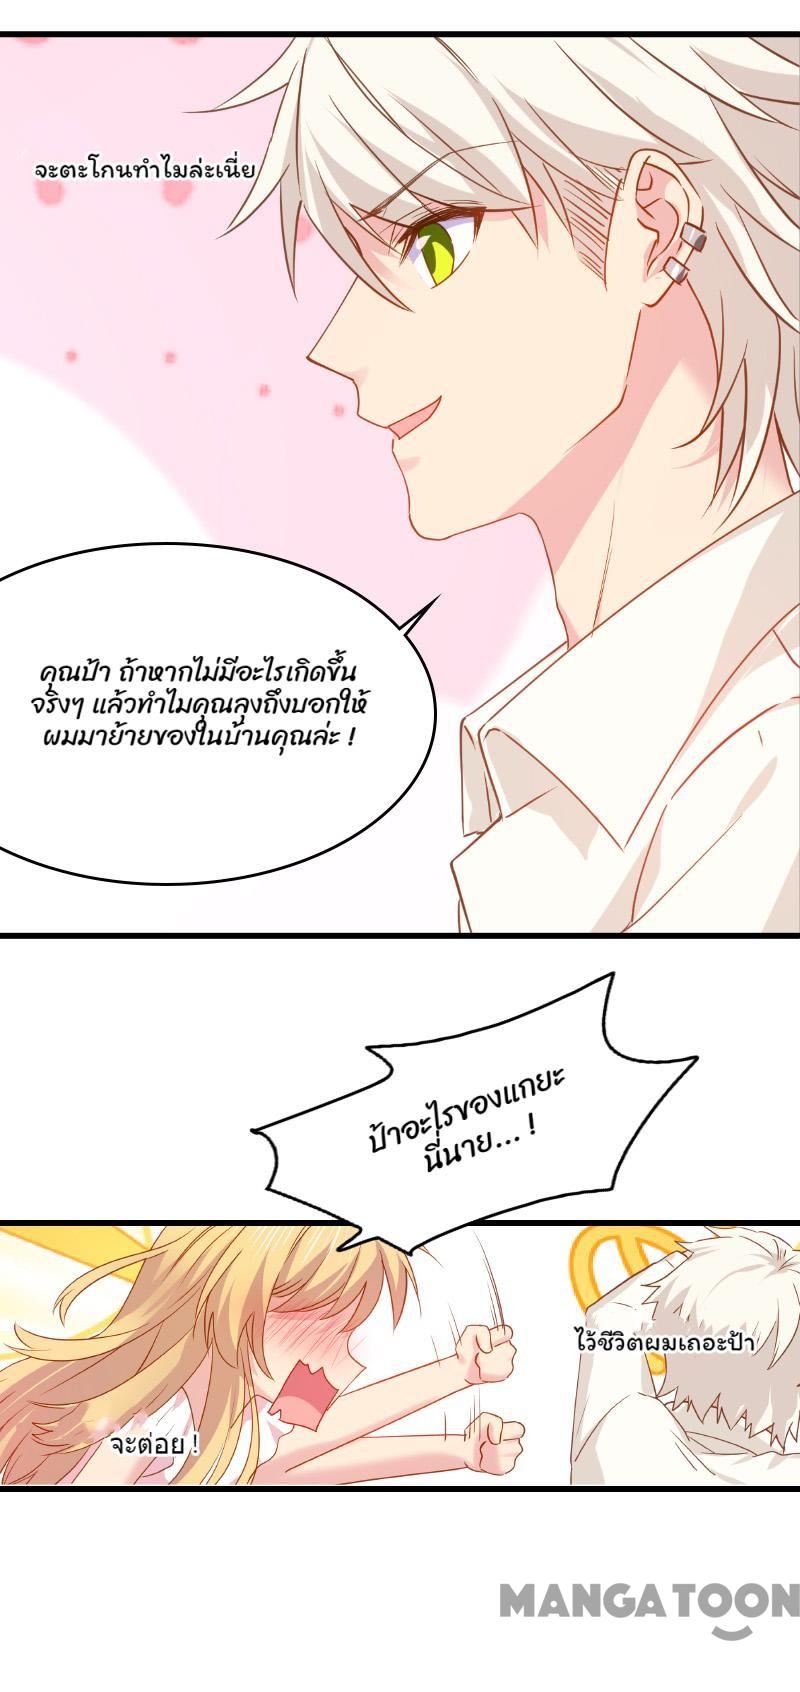 จะตะโกนทำไมล่ะเนี่ย
คุณป้า ถ้าหากไม่มีอะไรเกิดขึ้น
จริงๆ แล้วทำไมคุณลุงถึงบอกให้
ผมมาย้ายของในบ้านคุณล่ะ !
ป้าอะไรของแกยะ
นี่นาย... !
ไว้ชีวิตผมเถอะป้า
จะต่อย !
MANGATOON